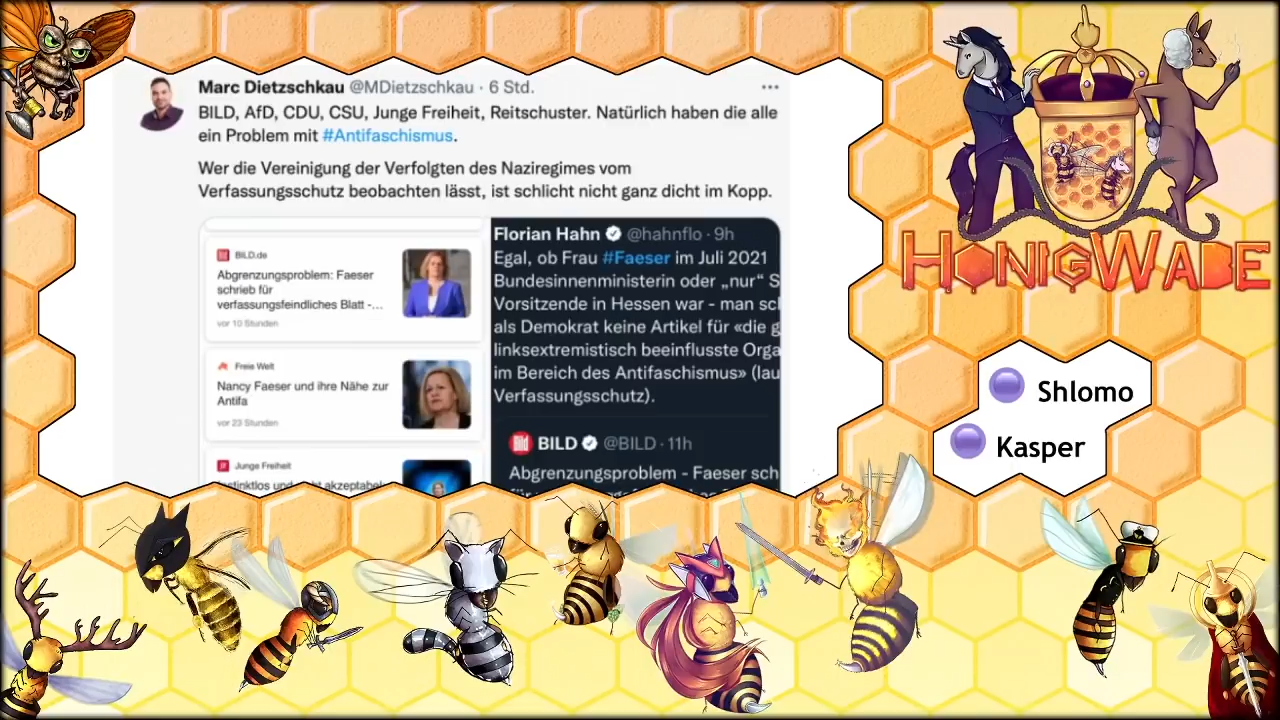 Marc Dietzschkau @MDietzschkau · 6 Std.
BILD, AfD, CDU, CSU, Junge Freiheit, Reitschuster. Natürlich haben die alle
ein Problem mit #Antifaschismus.
Wer die Vereinigung der Verfolgten des Naziregimes vom
Verfassungsschutz beobachten lässt, ist schlicht nicht ganz dicht im Kopp.
BILD.de
Abgrenzungsproblem: Faeser
schrieb für
verfassungsfeindliches Blatt -...
vor 10 Stunden
Freie Welt
Nancy Faeser und ihre Nähe zur
Antifa
vor 23 Stunden
Junge Freiheit
Florian Hahn @hahnflo · 9h
Egal, ob Frau #Faeser im Juli 2021
Bundesinnenministerin oder „nur“ S
Vorsitzende in Hessen war - man sc
als Demokrat keine Artikel für «die g
linksextremistisch beeinflusste Orga
im Bereich des Antifaschismus» (lau
Verfassungsschutz).
Bild BILD @BILD · 11h
Abgrenzungsproblem - Faeser sch
HONIGWABE
Shlomo
Kasper